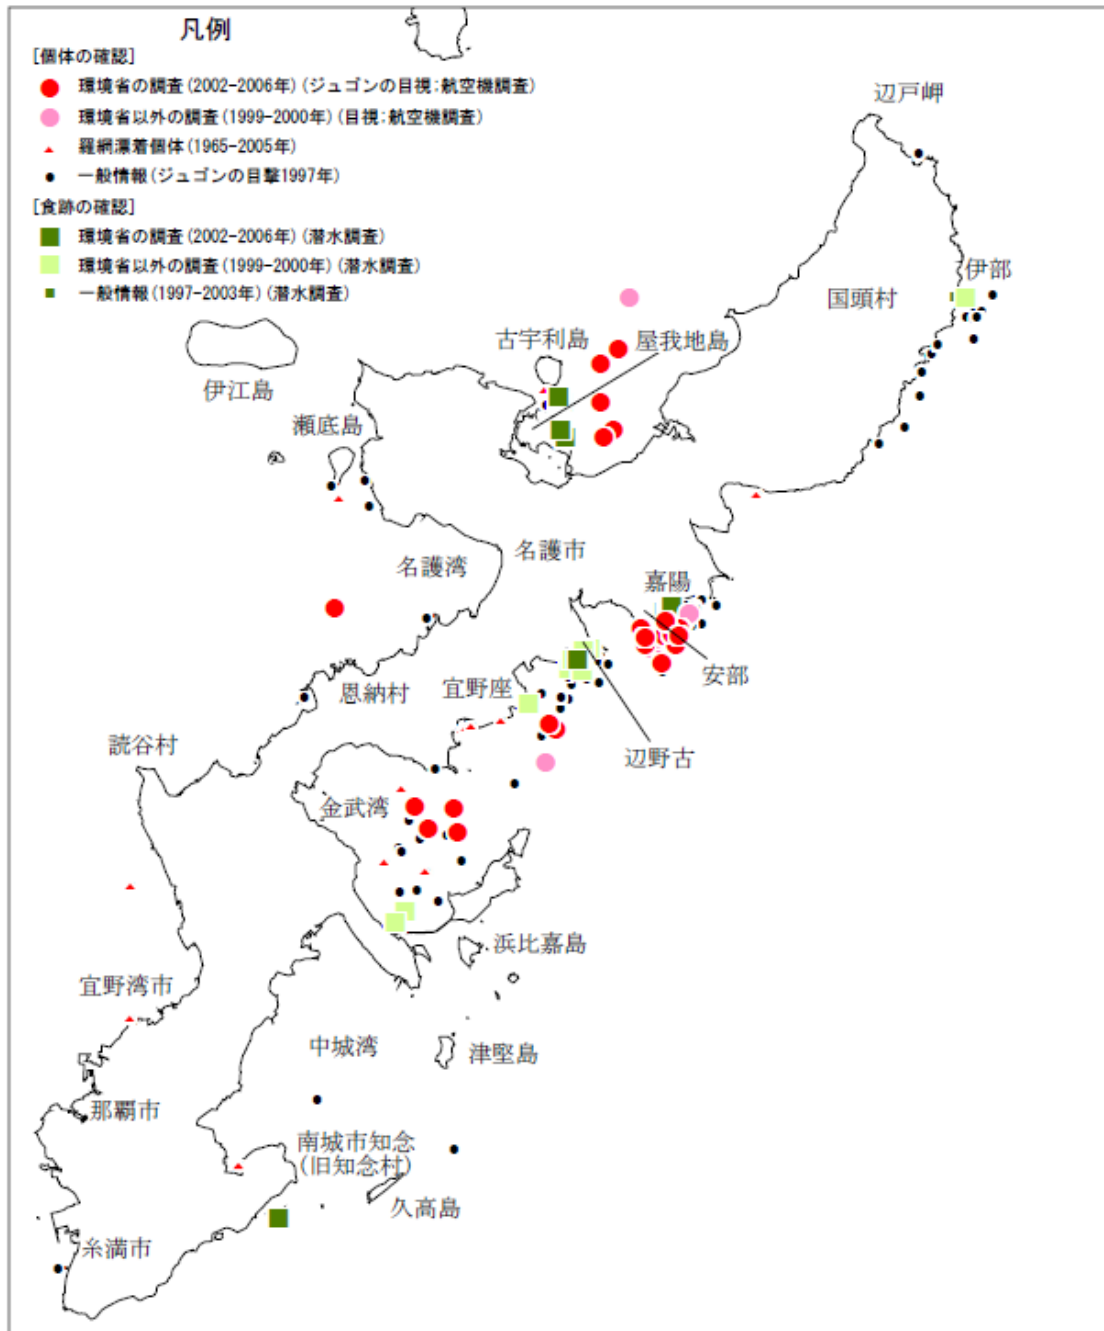 凡例
[個体の確認]
環境省の調査(2002-2006年)(ジュゴンの目視:航空機調査)
環境省以外の調査(1999-2000年)(目視:航空機調査)
羅網漂着個体(1965-2005年)
一般情報(ジュゴンの目撃1997年)
[食跡の確認]
環境省の調査(2002-2006年)(潜水調査)
環境省以外の調査(1999-2000年)(潜水調査)
一般情報(1997-2003年)(潜水調査)
辺戸岬
伊部
国頭村
古宇利島
屋我地島
伊江島
瀬底島
名護湾
名護市
嘉陽
安部
恩納村
宜野座
辺野古
読谷村
金武湾
浜比嘉島
宜野湾市
中城湾
津堅島
那覇市
南城市知念
(旧知念村)
久高島
糸満市